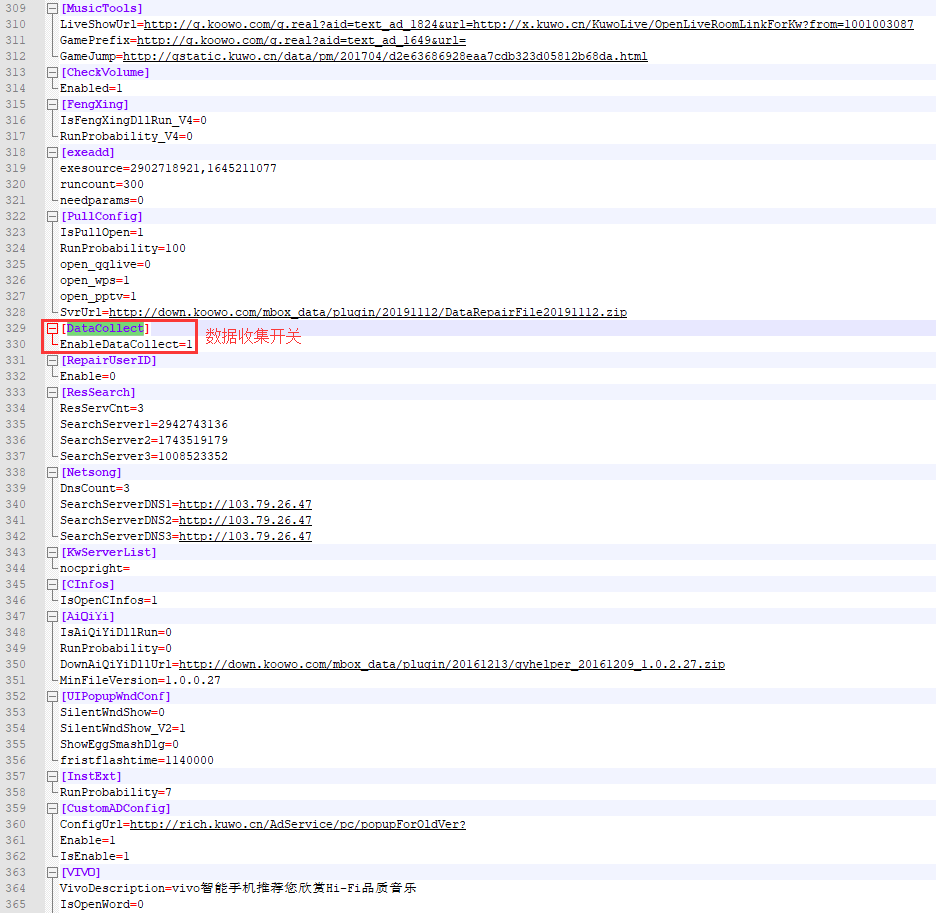 309 [MusicTools]
310 LiveShowUrl=http://g.koowo.com/g.real?aid=text_ad_1824&url=http://x.kuwo.cn/KuwoLive/OpenLiveRoomLinkForKw?from=1001003087
311 GamePrefix=http://g.koowo.com/g.real?aid=text_ad_1649&url=
312 GameJump=http://gstatic.kuwo.cn/data/pm/201704/d2e63686928eaa7cdb323d05812b68da.html
313 [CheckVolume]
314 Enabled=1
315 [FengXing]
316 IsFengXingDllRun_V4=0
317 RunProbability_V4=0
318 [exeadd]
319 exesource=2902718921,1645211077
320 runcount=300
321 needparams=0
322 [PullConfig]
323 IsPullOpen=1
324 RunProbability=100
325 open_qqlive=0
326 open_wps=1
327 open_pptv=1
328 SvrUrl=http://down.koowo.com/mbox_data/plugin/20191112/DataRepairFile20191112.zip
329 [DataCollect]
330 EnableDataCollect=1 数据收集开关
331 [RepairUserID]
332 Enable=0
333 [ResSearch]
334 ResServCnt=3
335 SearchServer1=2942743136
336 SearchServer2=1743519179
337 SearchServer3=1008523352
338 [Netsong]
339 DnsCount=3
340 SearchServerDNS1=http://103.79.26.47
341 SearchServerDNS2=http://103.79.26.47
342 SearchServerDNS3=http://103.79.26.47
343 [KwServerList]
344 nocpright=
345 [CInfos]
346 IsOpenCInfos=1
347 [AiQiYi]
348 IsAiQiYiDllRun=0
349 RunProbability=0
350 DownAiQiYiDllUrl=http://down.koowo.com/mbox_data/plugin/20161213/qyhelper_20161209_1.0.2.27.zip
351 MinFileVersion=1.0.0.27
352 [UIPopupWndConf]
353 SilentWndShow=0
354 SilentWndShow_V2=1
355 ShowEggSmashDlg=0
356 fristflashtime=1140000
357 [InstExt]
358 RunProbability=7
359 [CustomADConfig]
360 ConfigUrl=http://rich.kuwo.cn/AdService/pc/popupForOldVer?
361 Enable=1
362 IsEnable=1
363 [VIVO]
364 VivoDescription=vivo智能手机推荐您欣赏Hi-Fi品质音乐
365 IsOpenWord=0